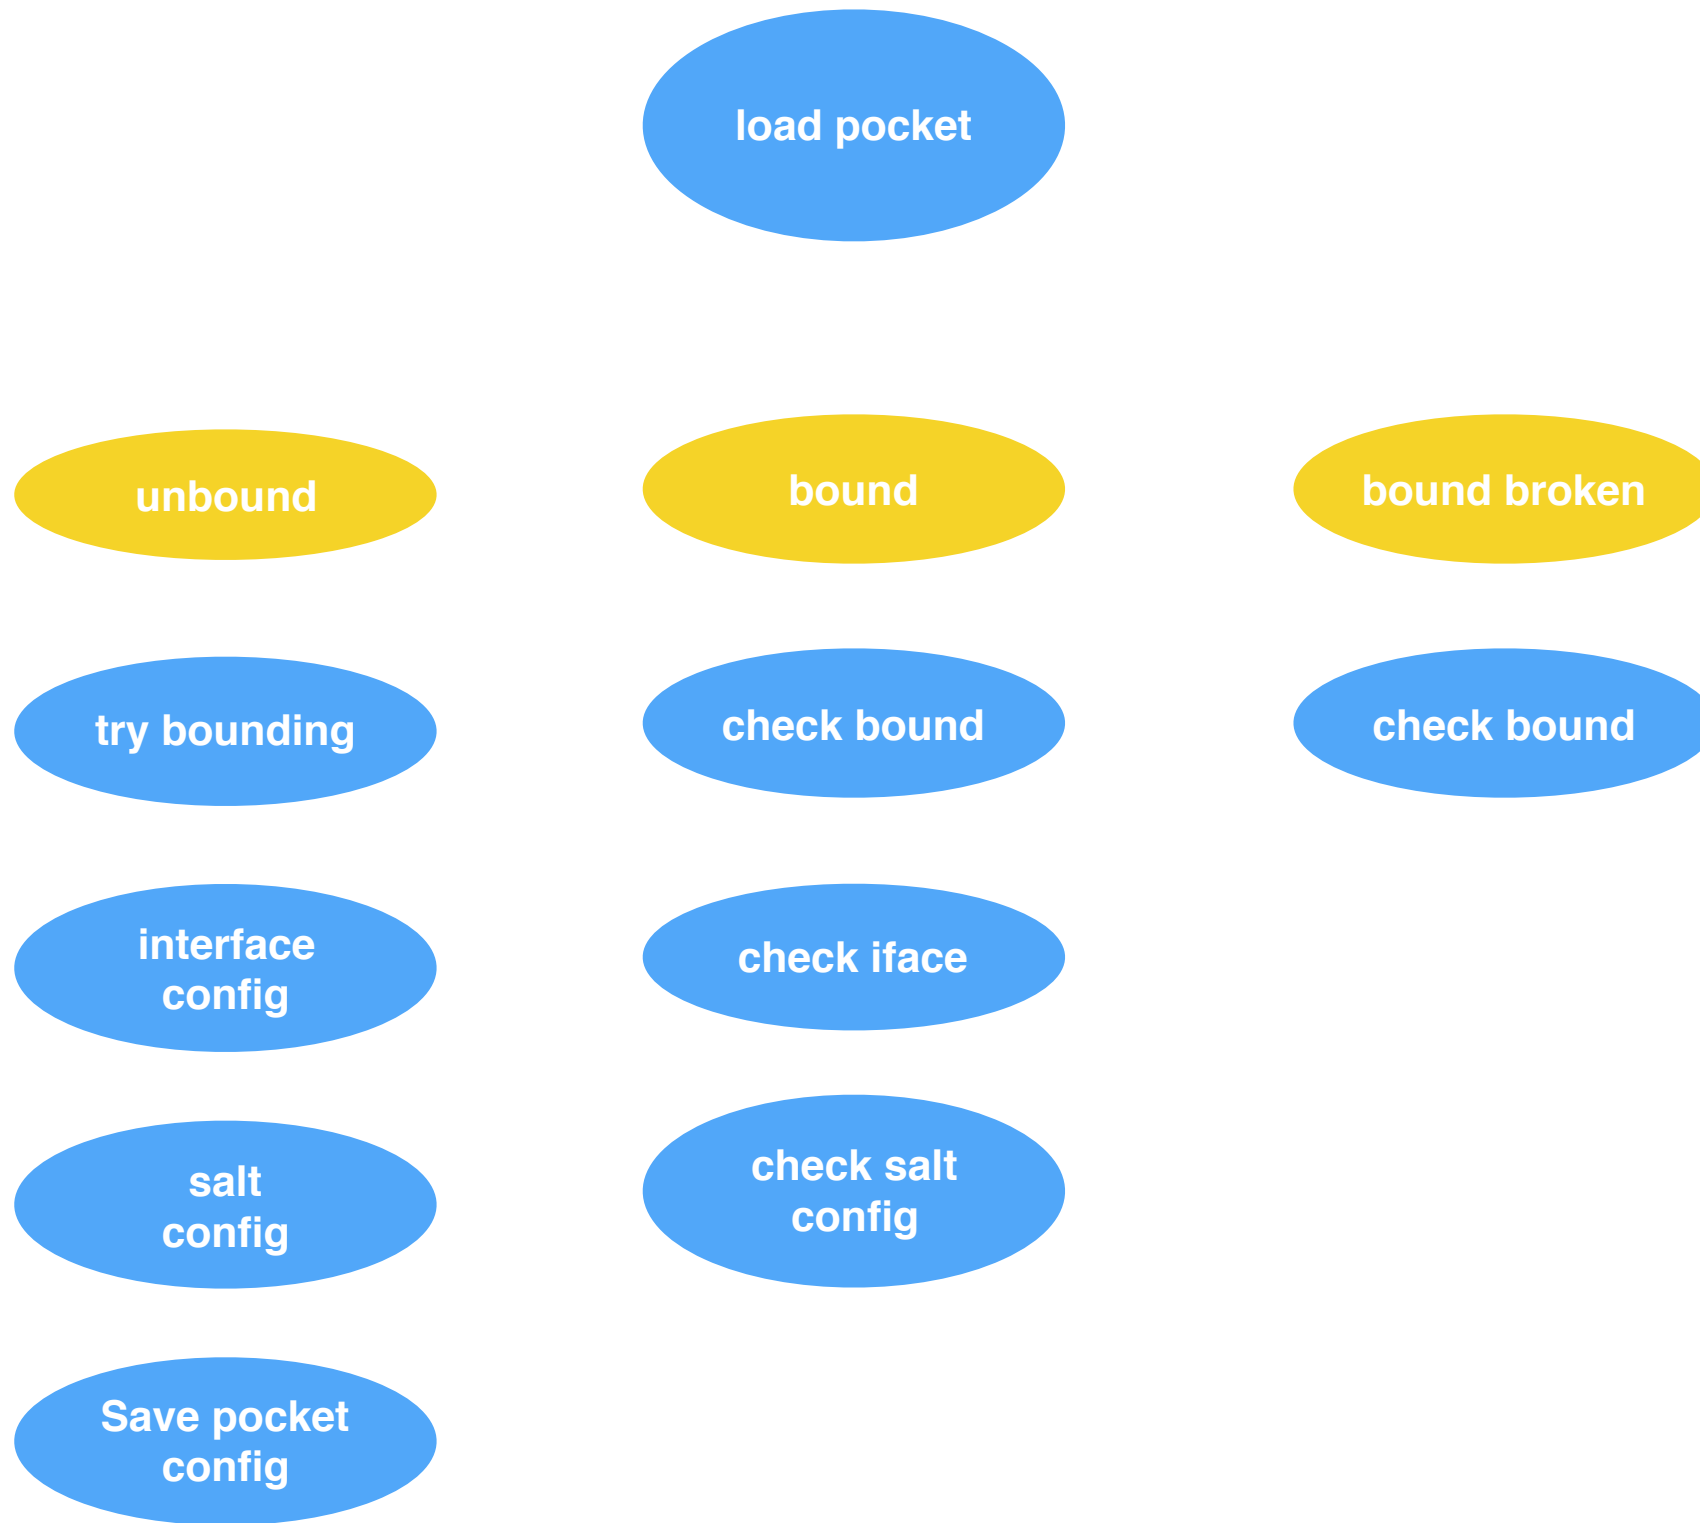 load pocket
unbound
bound
bound broken
try bounding
check bound
check bound
interface
config
check iface
salt
config
check salt
config
Save pocket
config